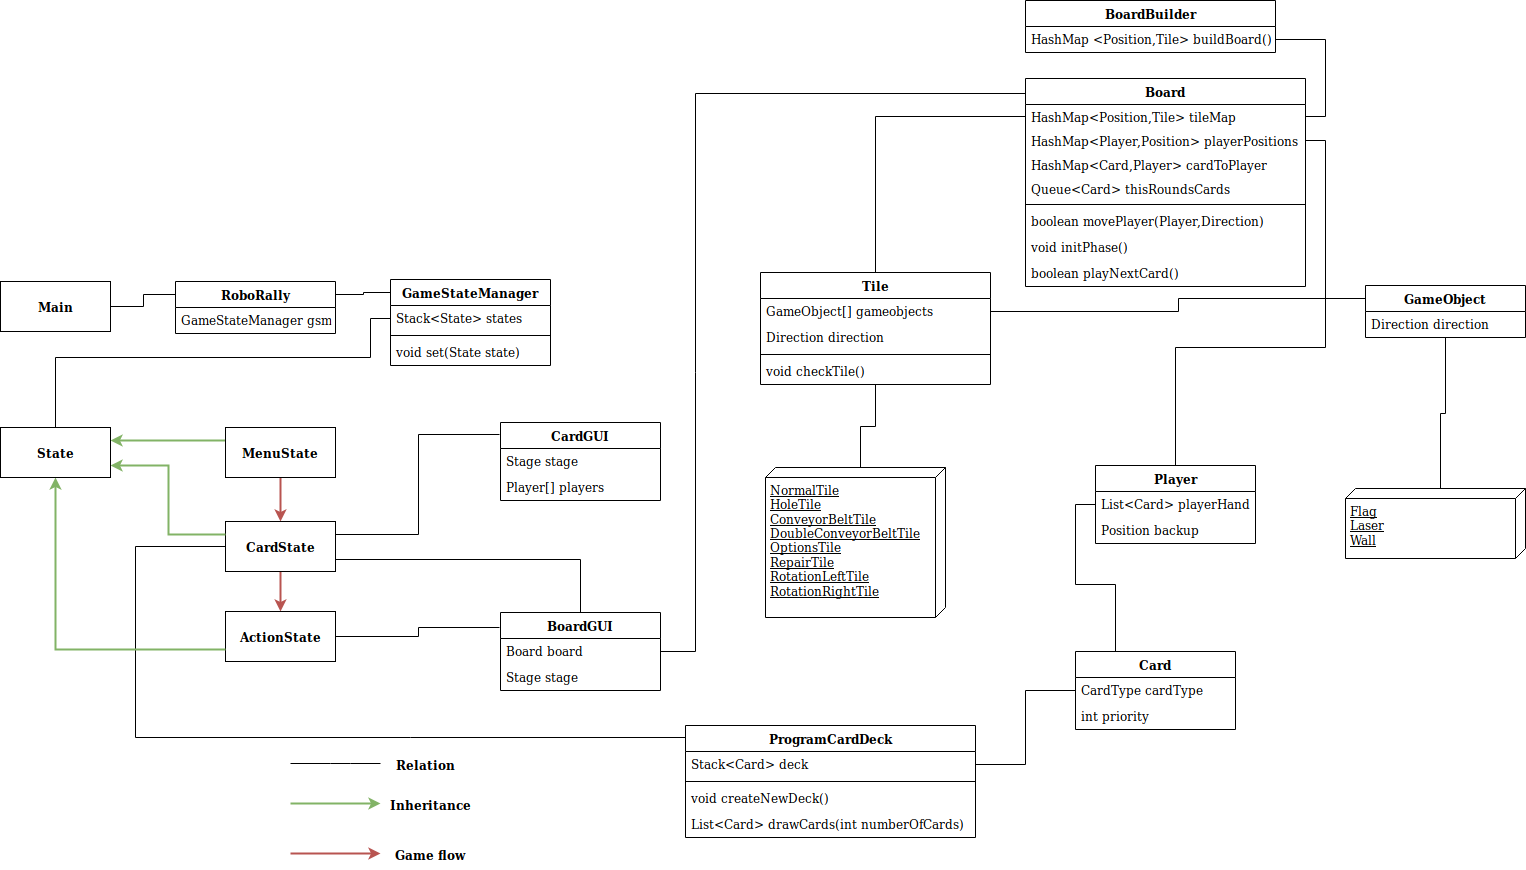 BoardBuilder
HashMap <Position,Tile> buildBoard()
Board
HashMap<Position,Tile> tileMap
HashMap<Player,Position> playerPositions
HashMap<Card,Player> cardToPlayer
Queue<Card> thisRoundsCards
boolean movePlayer(Player,Direction)
void initPhase()
boolean playNextCard()
Main
RoboRally
GameStateManager gsm
GameStateManager
Stack<State> states
void set(State state)
Tile
GameObject[] gameobjects
Direction direction
void checkTile()
GameObject
Direction direction
State
MenuState
CardState
ActionState
CardGUI
Stage stage
Player[] players
BoardGUI
Board board
Stage stage
NormalTile
HoleTile
ConveyorBeltTile
DoubleConveyorBeltTile
OptionsTile
RepairTile
RotationLeftTile
RotationRightTile
Player
List<Card> playerHand
Position backup
Flag
Laser
Wall
Card
CardType cardType
int priority
ProgramCardDeck
Stack<Card> deck
void createNewDeck()
List<Card> drawCards(int numberOfCards)
Relation
Inheritance
Game flow